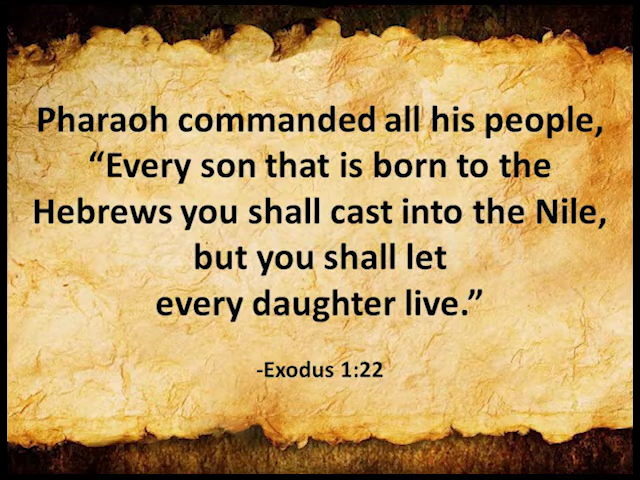 Pharaoh commanded all his people,
“Every son that is born to the
Hebrews you shall cast into the Nile,
but you shall let
every daughter live.”
-Exodus 1:22